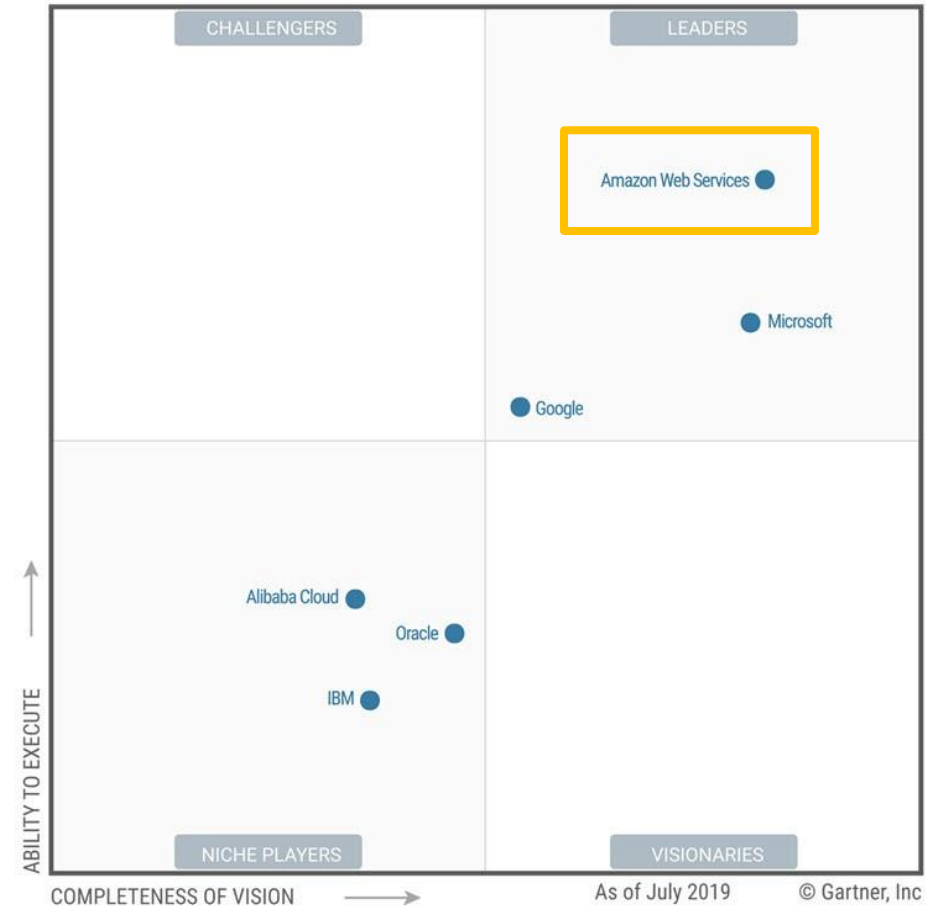 CHALLENGERS
LEADERS
Amazon Web Services
Microsoft
Google
Alibaba Cloud
Oracle
IBM
ABILITY TO EXECUTE
NICHE PLAYERS
VISIONARIES
COMPLETENESS OF VISION
As of July 2019
© Gartner, Inc